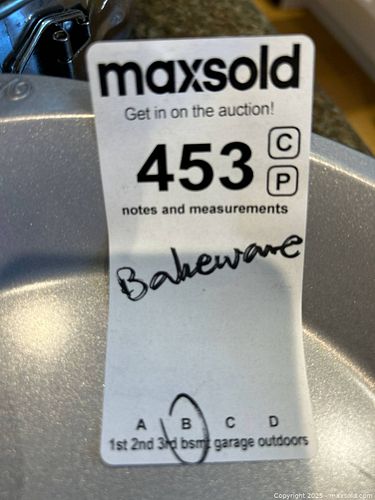 maxsold
Get in on the auction!
453 C
P
notes and measurements
Bakeware
A B C D
1st 2nd 3rd bsmt garage outdoors
Copyright 2025 - maxsold.com